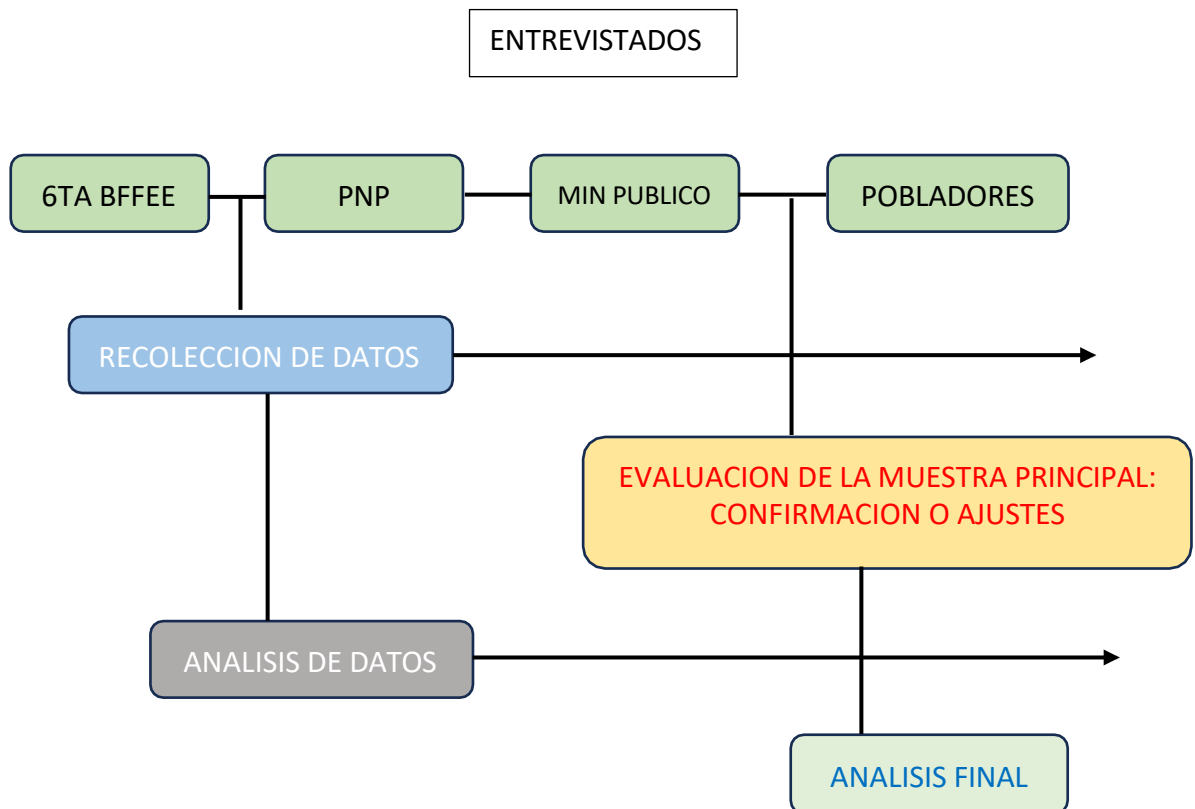 ENTREVISTADOS
6TA BFFEE
PNP
MIN PUBLICO
POBLADORES
RECOLECCION DE DATOS
EVALUACION DE LA MUESTRA PRINCIPAL:
CONFIRMACION O AJUSTES
ANALISIS DE DATOS
ANALISIS FINAL